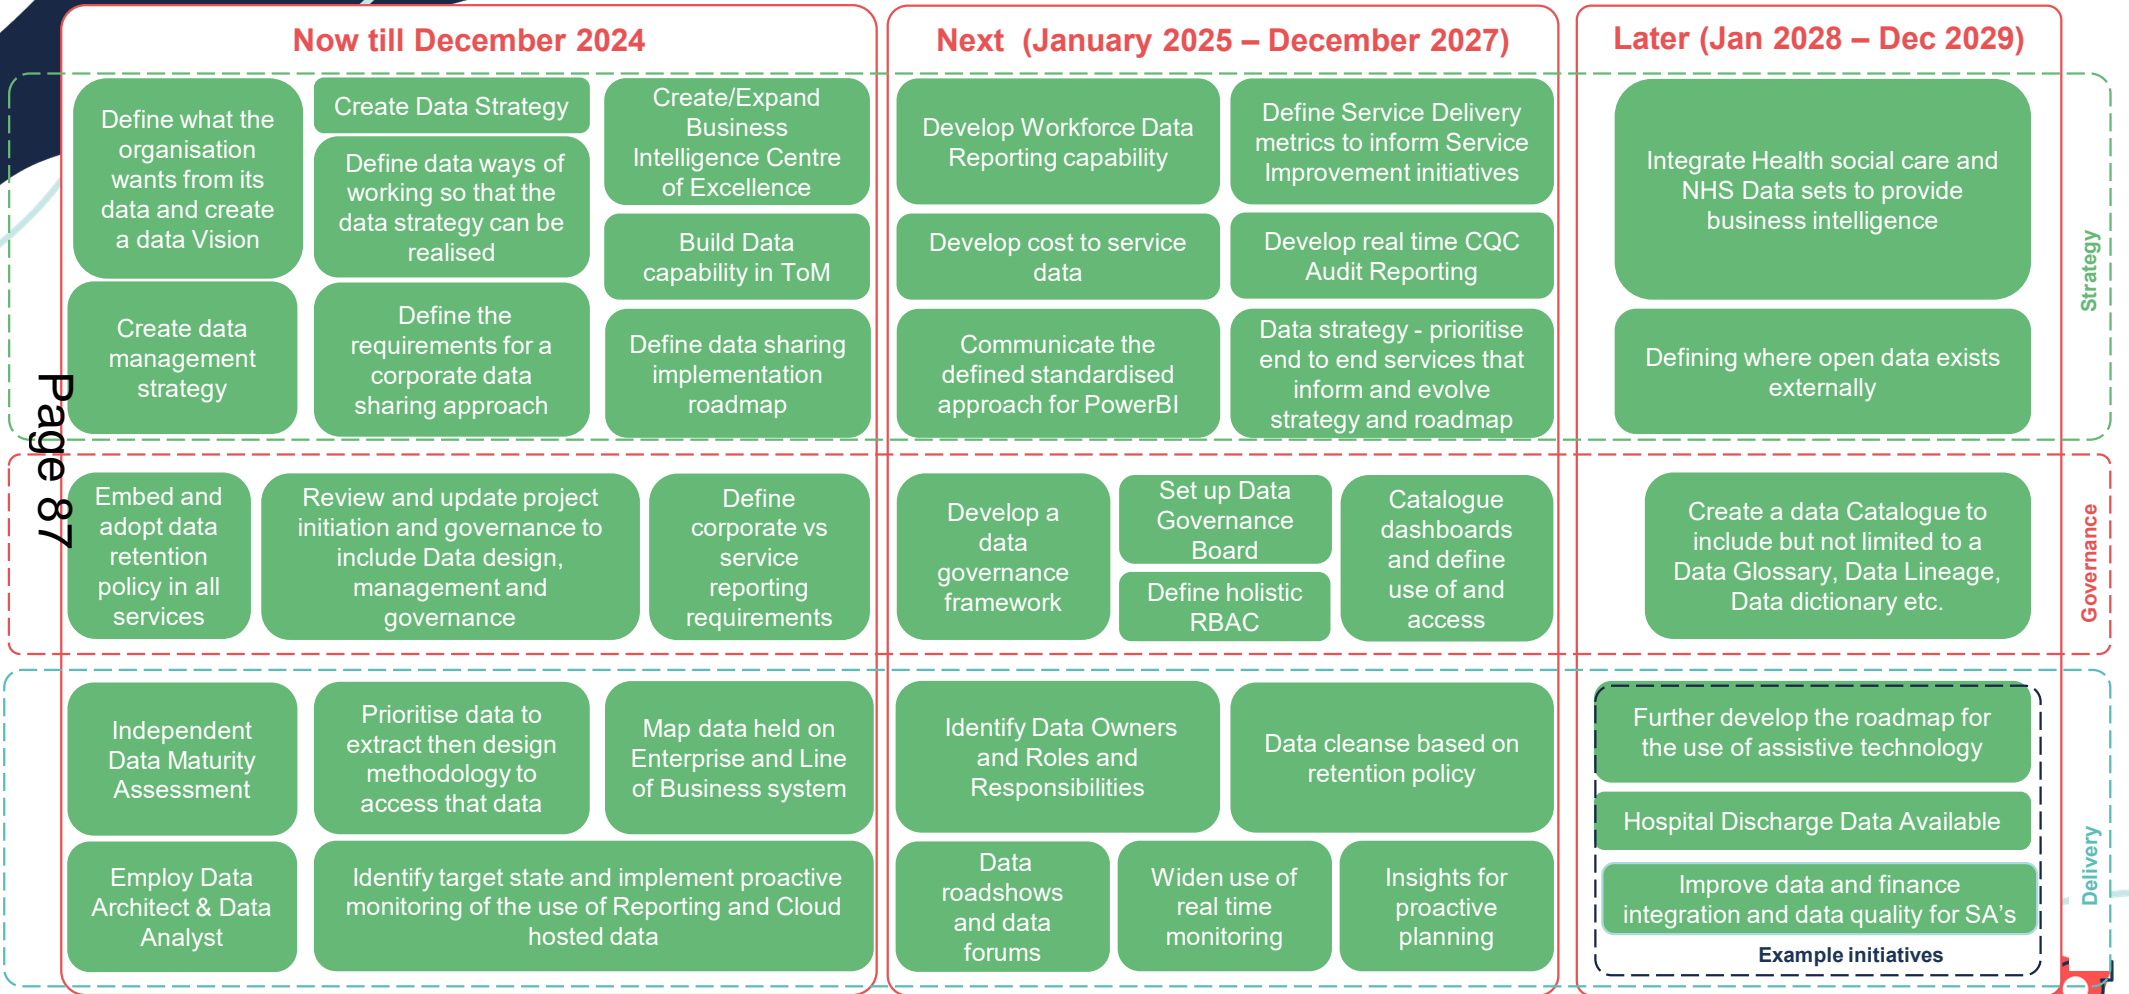 Now till December 2024
Next (January 2025 – December 2027)
Later (Jan 2028 – Dec 2029)
Define what the
organisation
wants from its
data and create
a data Vision
Create data
management
strategy
Create Data Strategy
Define data ways of
working so that the
data strategy can be
realised
Define the
requirements for a
corporate data
sharing approach
Create/Expand
Business
Intelligence Centre
of Excellence
Build Data
capability in ToM
Define data sharing
implementation
roadmap
Develop Workforce Data
Reporting capability
Develop cost to service
data
Communicate the
defined standardised
approach for PowerBI
Define Service Delivery
metrics to inform Service
Improvement initiatives
Develop real time CQC
Audit Reporting
Data strategy - prioritise
end to end services that
inform and evolve
strategy and roadmap
Integrate Health social care and
NHS Data sets to provide
business intelligence
Defining where open data exists
externally
Strategy
Page 87
Embed and
adopt data
retention
policy in all
services
Review and update project
initiation and governance to
include Data design,
management and
governance
Define
corporate vs
service
reporting
requirements
Develop a
data
governance
framework
Set up Data
Governance
Board
Define holistic
RBAC
Catalogue
dashboards
and define
use of and
access
Create a data Catalogue to
include but not limited to a
Data Glossary, Data Lineage,
Data dictionary etc.
Governance
Independent
Data Maturity
Assessment
Prioritise data to
extract then design
methodology to
access that data
Map data held on
Enterprise and Line
of Business system
Employ Data
Architect & Data
Analyst
Identify target state and implement proactive
monitoring of the use of Reporting and Cloud
hosted data
Identify Data Owners
and Roles and
Responsibilities
Data cleanse based on
retention policy
Data
roadshows
and data
forums
Widen use of
real time
monitoring
Insights for
proactive
planning
Further develop the roadmap for
the use of assistive technology
Hospital Discharge Data Available
Improve data and finance
integration and data quality for SA's
Example initiatives
Delivery